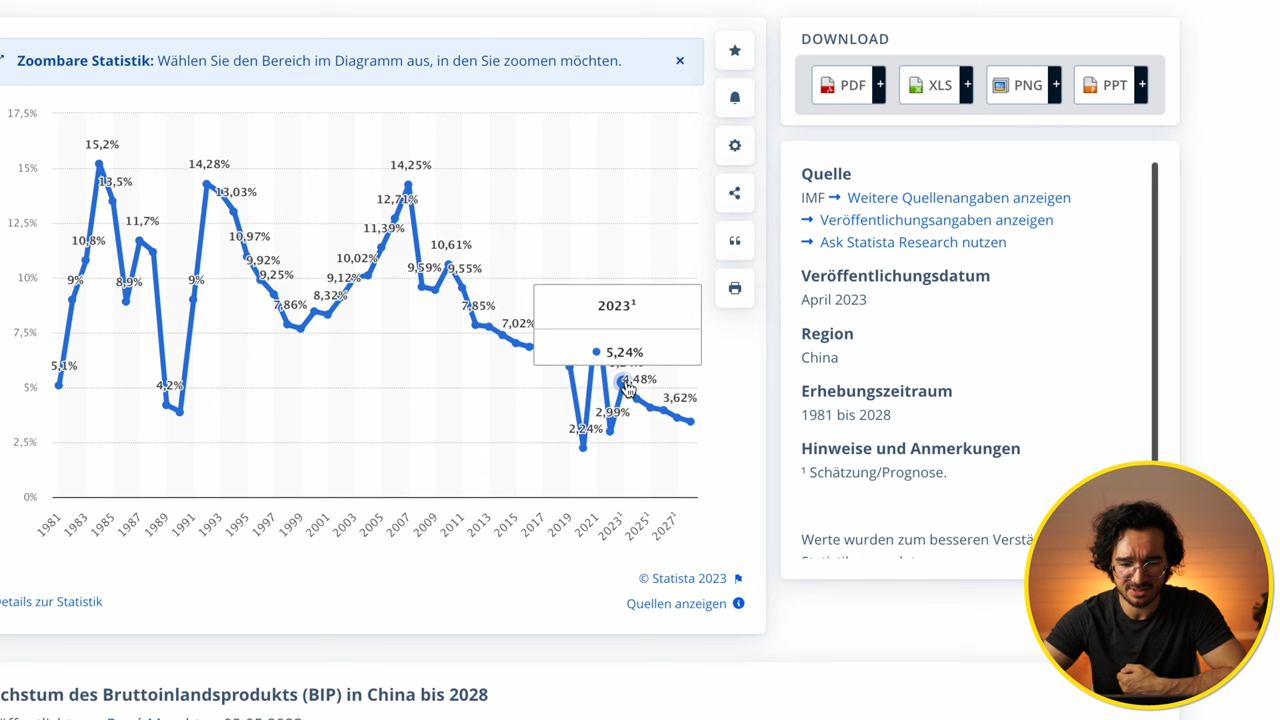 Zoombare Statistik: Wählen Sie den Bereich im Diagramm aus, in den Sie zoomen möchten. ×
17,5%
15%
12,5%
10%
7,5%
5%
2,5%
0%
5,1%
9%
10,8%
15,2%
13,5%
8,9%
11,7%
4,2%
9%
14,28%
13,03%
10,97%
9,92%
9,25%
7,86%
8,32%
9,12%
10,02%
11,39%
12,71%
14,25%
9,59%
10,61%
9,55%
7,85%
7,02%
2,24%
2,99%
4,48%
3,62%
2023¹
5,24%
1981
1983
1985
1987
1989
1991
1993
1995
1997
1999
2001
2003
2005
2007
2009
2011
2013
2015
2017
2019
2021
2023¹
2025¹
2027¹
© Statista 2023
Details zur Statistik
Quellen anzeigen
DOWNLOAD
PDF +
XLS +
PNG +
PPT +
Quelle
IMF → Weitere Quellenangaben anzeigen
→ Veröffentlichungsangaben anzeigen
→ Ask Statista Research nutzen
Veröffentlichungsdatum
April 2023
Region
China
Erhebungszeitraum
1981 bis 2028
Hinweise und Anmerkungen
¹ Schätzung/Prognose.
Werte wurden zum besseren
chstum des Bruttoinlandsprodukts (BIP) in China bis 2028